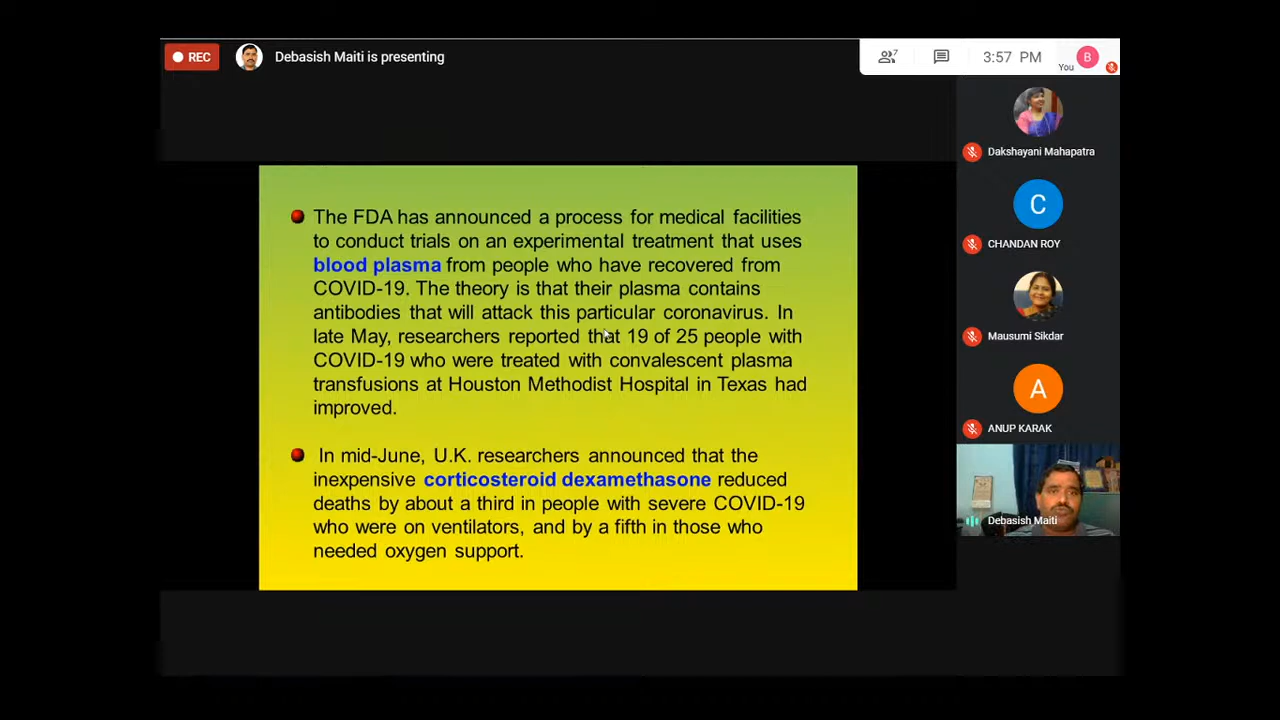 REC
Debasish Maiti is presenting
7
3:57 PM
You
B
Dakshayani Mahapatra
C
CHANDAN ROY
Mausumi Sikdar
A
ANUP KARAK
Debasish Maiti
The FDA has announced a process for medical facilities
to conduct trials on an experimental treatment that uses
blood plasma from people who have recovered from
COVID-19. The theory is that their plasma contains
antibodies that will attack this particular coronavirus. In
late May, researchers reported that 19 of 25 people with
COVID-19 who were treated with convalescent plasma
transfusions at Houston Methodist Hospital in Texas had
improved.
In mid-June, U.K. researchers announced that the
inexpensive corticosteroid dexamethasone reduced
deaths by about a third in people with severe COVID-19
who were on ventilators, and by a fifth in those who
needed oxygen support.